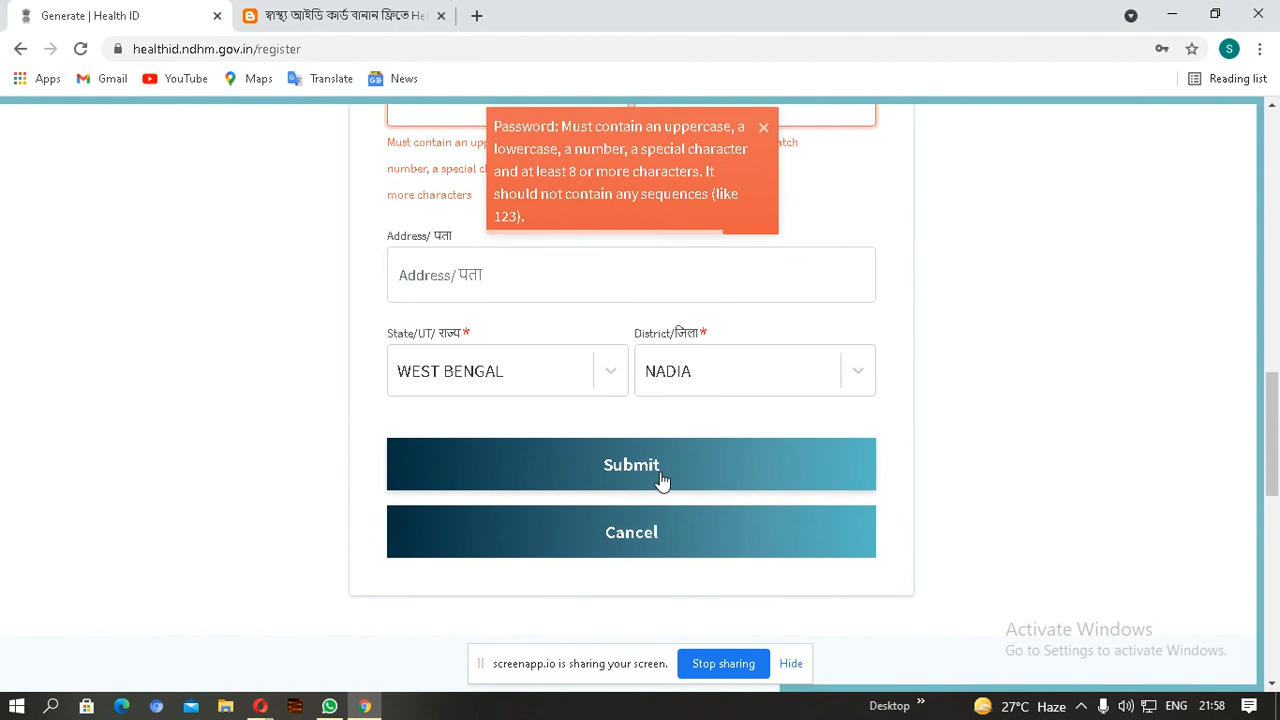 Generate | Health ID
স্বাস্থ্য আইডি কার্ড বানান ফ্রিতে H
healthid.ndhm.gov.in/register
S
Apps
Gmail
YouTube
Maps
Translate
News
Reading list
Password: Must contain an uppercase, a
lowercase, a number, a special character
and at least 8 or more characters. It
should not contain any sequences (like
123).
Must contain an upp
number, a special c
more characters
atch
Address/ पता
Address/ पता
State/UT/ राज्य*
District/जिला*
WEST BENGAL
NADIA
Submit
Cancel
Activate Windows
Go to Settings to activate Windows.
screenapp.io is sharing your screen.
Stop sharing
Hide
Desktop
27°C Haze
ENG
21:58